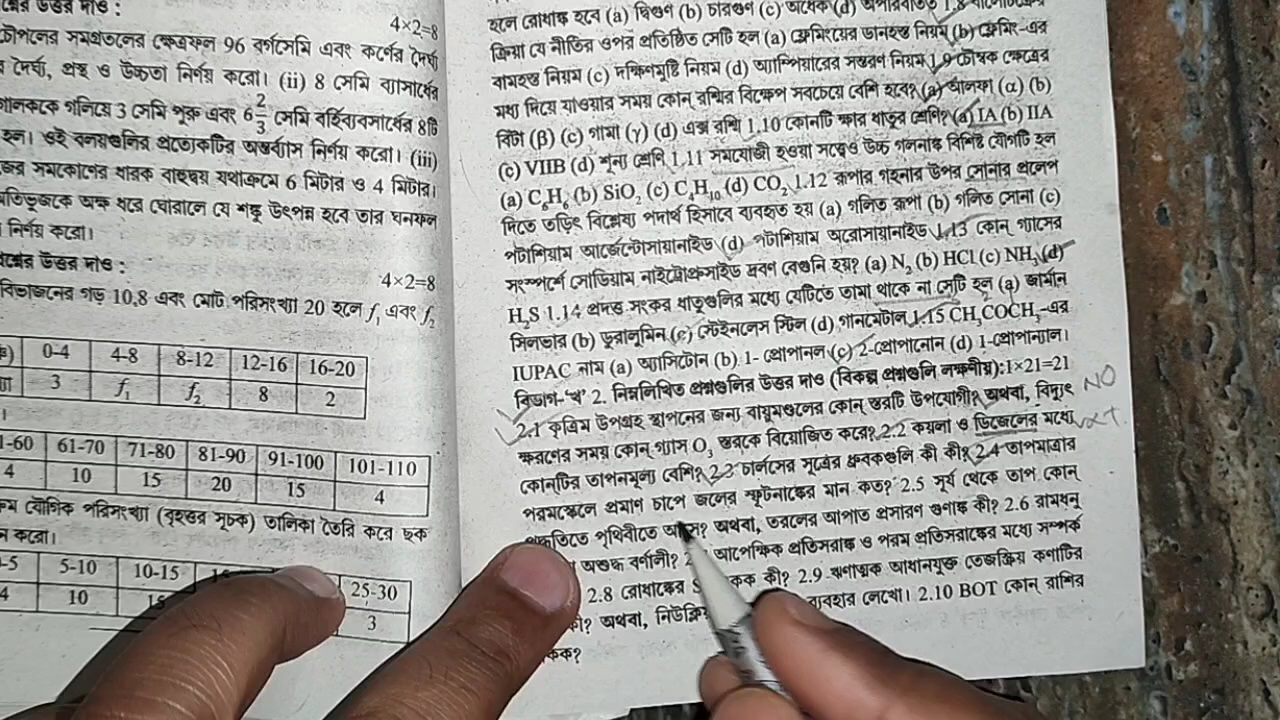 প্রশ্নের উত্তর দাও :
4×2=8
চৌপলের সমগ্রতলের ক্ষেত্রফল 96 বর্গসেমি এবং কর্ণের দৈর্ঘ্য
দৈর্ঘ্য, প্রস্থ ও উচ্চতা নির্ণয় করো। (ii) 8 সেমি ব্যাসার্ধের
গোলককে গলিয়ে 3 সেমি পুরু এবং 6 2/3 সেমি বহির্ব্যাসার্ধের 8টি
হল। ওই বলয়গুলির প্রত্যেকটির অন্তর্ব্যাস নির্ণয় করো। (iii)
সমকোণের ধারক বাহুদ্বয় যথাক্রমে 6 মিটার ও 4 মিটার।
অক্ষ ধরে ঘোরালে যে শঙ্কু উৎপন্ন হবে তার ঘনফল
নির্ণয় করো।
প্রশ্নের উত্তর দাও :
4×2=8
বিভাজনের গড় 10.8 এবং মোট পরিসংখ্যা 20 হলে f₁ এবং f₂
0-4 4-8 8-12 12-16 16-20
3 f₁ f₂ 8 2
1-60 61-70 71-80 81-90 91-100 101-110
4 10 15 20 15 4
যৌগিক পরিসংখ্যা (বৃহত্তর সূচক) তালিকা তৈরি করে ছক
করো।
-5 5-10 10-15 25-30
4 10 3
হলে রোধাঙ্ক হবে (a) দ্বিগুণ (b) চারগুণ (c) অর্ধেক (d) অপরিবর্তিত 1.8 বার্লোচক্রের
ক্রিয়া যে নীতির ওপর প্রতিষ্ঠিত সেটি হল (a) ফ্লেমিংয়ের ডানহস্ত নিয়ম (b) ফ্লেমিং-এর
বামহস্ত নিয়ম (c) দক্ষিণমুষ্টি নিয়ম (d) অ্যাম্পিয়ারের সন্তরণ নিয়ম 1.9 চৌম্বক ক্ষেত্রের
মধ্য দিয়ে যাওয়ার সময় কোন্ রশ্মির বিক্ষেপ সবচেয়ে বেশি হবে? (a) আলফা (α) (b)
বিটা (β) (c) গামা (γ) (d) এক্স রশ্মি 1.10 কোনটি ক্ষার ধাতুর শ্রেণি? (a) IA (b) IIA
(c) VIIB (d) শূন্য শ্রেণি 1.11 সমযোজী হওয়া সত্ত্বেও উচ্চ গলনাঙ্ক বিশিষ্ট যৌগটি হল
(a) C₆H₆ (b) SiO₂ (c) C₄H₁₀ (d) CO₂ 1.12 রূপার গহনার উপর সোনার প্রলেপ
দিতে তড়িৎ বিশ্লেষ্য পদার্থ হিসাবে ব্যবহৃত হয় (a) গলিত রূপা (b) গলিত সোনা (c)
পটাশিয়াম আর্জেন্টোসায়ানাইড (d) পটাশিয়াম অরোসায়ানাইড 1.13 কোন্ গ্যাসের
সংস্পর্শে সোডিয়াম নাইট্রোপ্রুসাইড দ্রবণ বেগুনি হয়? (a) N₂ (b) HCl (c) NH₃ (d)
H₂S 1.14 প্রদত্ত সংকর ধাতুগুলির মধ্যে যেটিতে তামা থাকে না সেটি হল (a) জার্মান
সিলভার (b) ডুরালুমিন (c) স্টেইনলেস স্টিল (d) গানমেটাল 1.15 CH₃COCH₃-এর
IUPAC নাম (a) অ্যাসিটোন (b) 1- প্রোপানল (c) 2-প্রোপানোন (d) 1-প্রোপান্যাল।
বিভাগ-‘খ’ 2. নিম্নলিখিত প্রশ্নগুলির উত্তর দাও (বিকল্প প্রশ্নগুলি লক্ষণীয়):1×21=21
2.1 কৃত্রিম উপগ্রহ স্থাপনের জন্য বায়ুমণ্ডলের কোন্ স্তরটি উপযোগী? অথবা, বিদ্যুৎ NO
ক্ষরণের সময় কোন্ গ্যাস O₃ স্তরকে বিয়োজিত করে? 2.2 কয়লা ও ডিজেলের মধ্যে
কোনটির তাপনমূল্য বেশি? 2.3 চার্লসের সূত্রের ধ্রুবকগুলি কী কী? 2.4 তাপমাত্রার
পরমস্কেলে প্রমাণ চাপে জলের স্ফুটনাঙ্কের মান কত? 2.5 সূর্য থেকে তাপ কোন্
পদ্ধতিতে পৃথিবীতে আসে? অথবা, তরলের আপাত প্রসারণ গুণাঙ্ক কী? 2.6 রামধনু
অশুদ্ধ বর্ণালী? আপেক্ষিক প্রতিসরাঙ্ক ও পরম প্রতিসরাঙ্কের মধ্যে সম্পর্ক
2.8 রোধাঙ্কের কী? 2.9 ঋণাত্মক আধানযুক্ত তেজস্ক্রিয় কণাটির
কী? অথবা, ব্যবহার লেখো। 2.10 BOT কোন্ রাশির
একক?